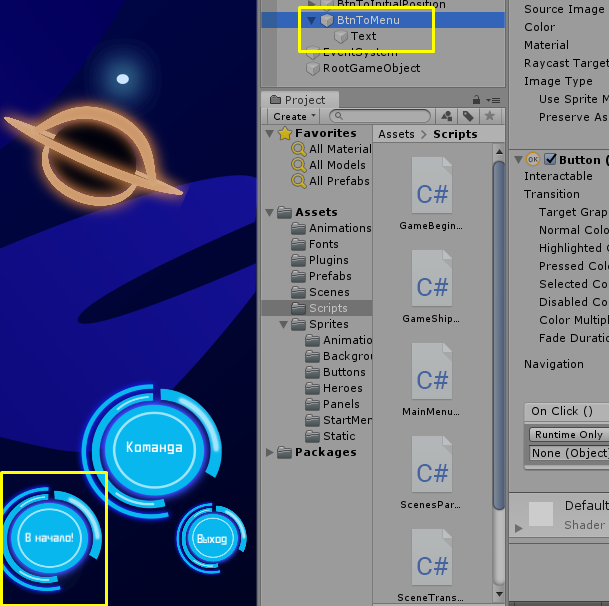 BtnToInitialPosition
BtnToMenu
Text
EventSystem
RootGameObject
Project
Create
Favorites
All Material
All Models
All Prefabs
Assets
Animations
Fonts
Plugins
Prefabs
Scenes
Scripts
Sprites
Animatio
Backgrou
Buttons
Heroes
Panels
StartMen
Static
Packages
Assets > Scripts
C#
GameBegin...
C#
GameShip...
C#
MainMenu...
C#
ScenesPar...
C#
SceneTrans...
Source Image
Color
Material
Raycast Target
Image Type
Use Sprite M
Preserve As
OK Button (
Interactable
Transition
Target Grap
Normal Colo
Highlighted C
Pressed Colo
Selected Co
Disabled Co
Color Multip
Fade Duratio
Navigation
On Click ()
Runtime Only
None (Object)
Default
Shader
Команда
В начало!
Выход